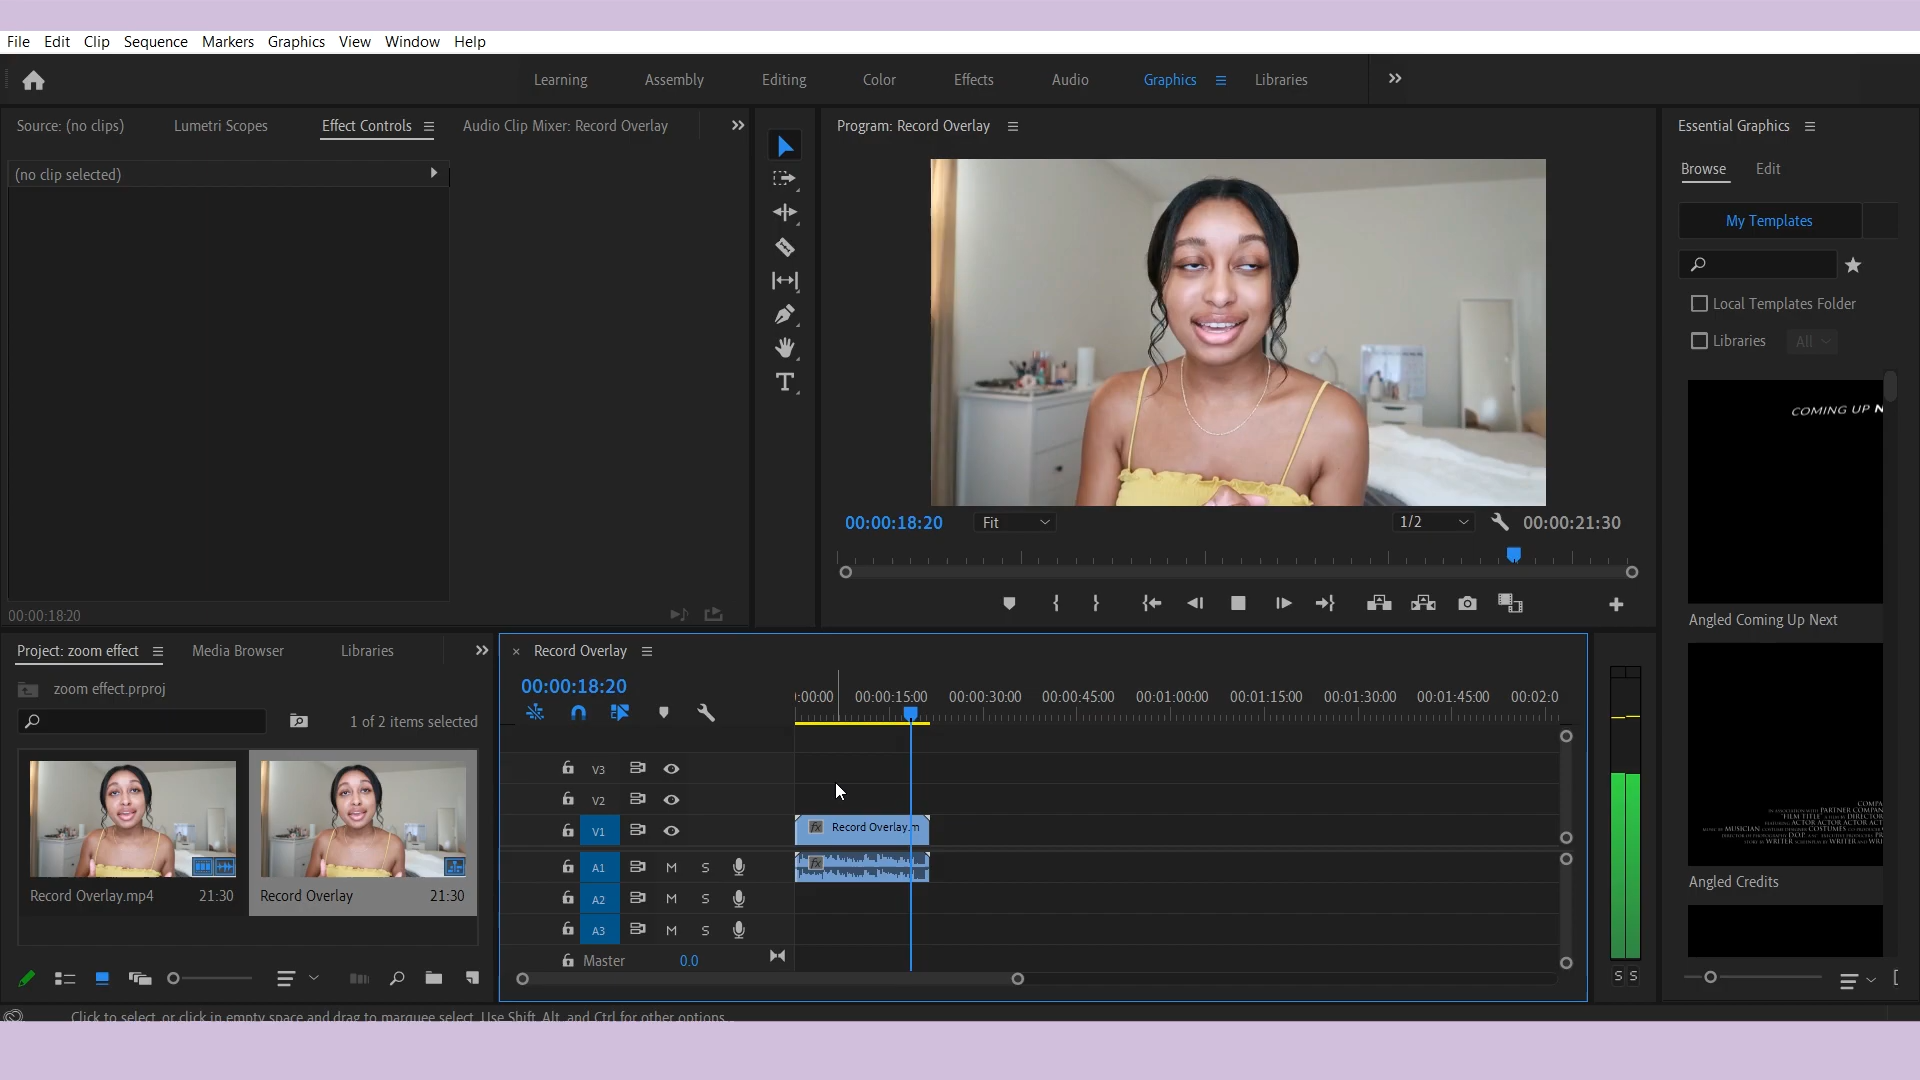 File Edit Clip Sequence Markers Graphics View Window Help
Learning Assembly Editing Color Effects Audio Graphics Libraries
Source: (no clips) Lumetri Scopes Effect Controls Audio Clip Mixer: Record Overlay
(no clip selected)
00:00:18:20
Program: Record Overlay
00:00:18:20 Fit 1/2 00:00:21:30
Essential Graphics
Browse Edit
My Templates
Local Templates Folder
Libraries All
COMING UP N
Angled Coming Up Next
Angled Credits
Project: zoom effect Media Browser Libraries
zoom effect.prproj
1 of 2 items selected
Record Overlay.mp4 21:30
Record Overlay 21:30
× Record Overlay
00:00:18:20
:00:00 00:00:15:00 00:00:30:00 00:00:45:00 00:01:00:00 00:01:15:00 00:01:30:00 00:01:45:00 00:02:0
V3
V2
V1 fx Record Overlay.m
A1 M S fx
A2 M S
A3 M S
Master 0.0
S S
Click to select, or click in empty space and drag to marquee select. Use Shift, Alt, and Ctrl for other options.